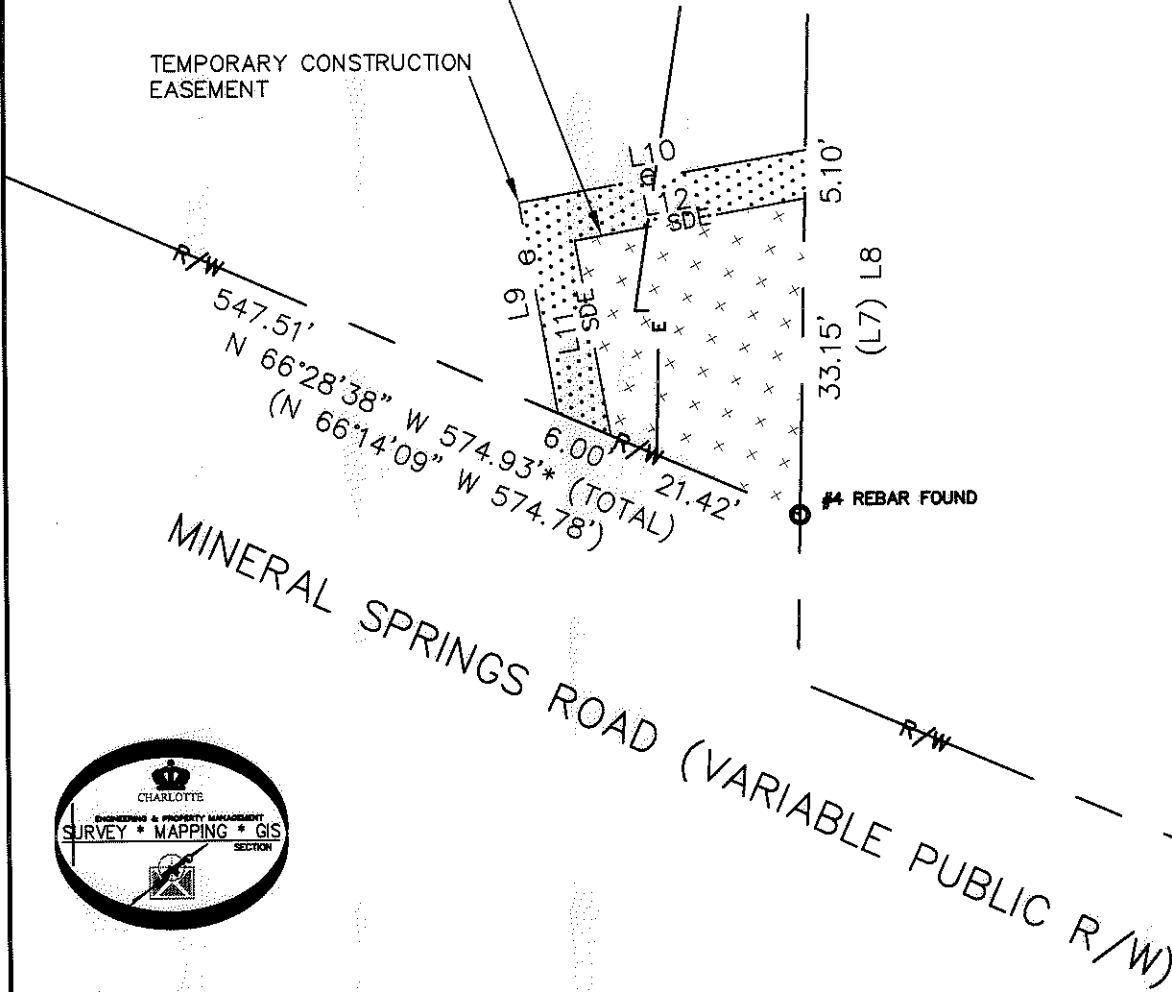 TEMPORARY CONSTRUCTION
EASEMENT
L10
5.10'
L12
SDE
L9
L11
SDE
E
33.15'
(L7) L8
R/W
547.51'
N 66°28'38" W 574.93'* (TOTAL)
(N 66°14'09" W 574.78')
6.00'
R/W
21.42'
#4 REBAR FOUND
MINERAL SPRINGS ROAD (VARIABLE PUBLIC R/W)
R/W
CHARLOTTE
ENGINEERING & PROPERTY MANAGEMENT
SURVEY * MAPPING * GIS
SECTION